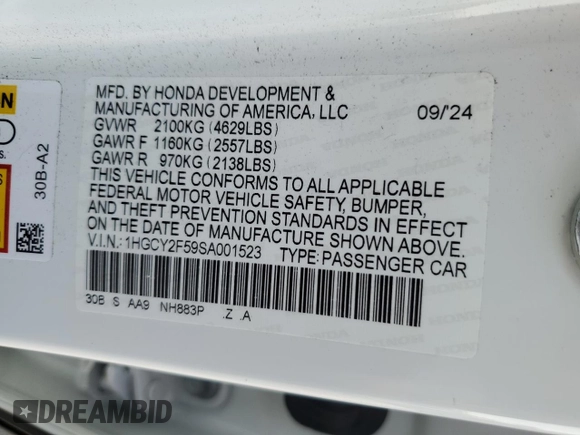 MFD. BY HONDA DEVELOPMENT &
MANUFACTURING OF AMERICA, LLC 09/24
GVWR 2100KG (4629LBS)
GAWR F 1160KG (2557LBS)
GAWR R 970KG (2138LBS)
THIS VEHICLE CONFORMS TO ALL APPLICABLE
FEDERAL MOTOR VEHICLE SAFETY, BUMPER,
AND THEFT PREVENTION STANDARDS IN EFFECT
ON THE DATE OF MANUFACTURE SHOWN ABOVE.
V.I.N.: 1HGCY2F59SA001523 TYPE: PASSENGER CAR
30B S AA9 NH883P .Z .A
30B-A2
DREAMBID